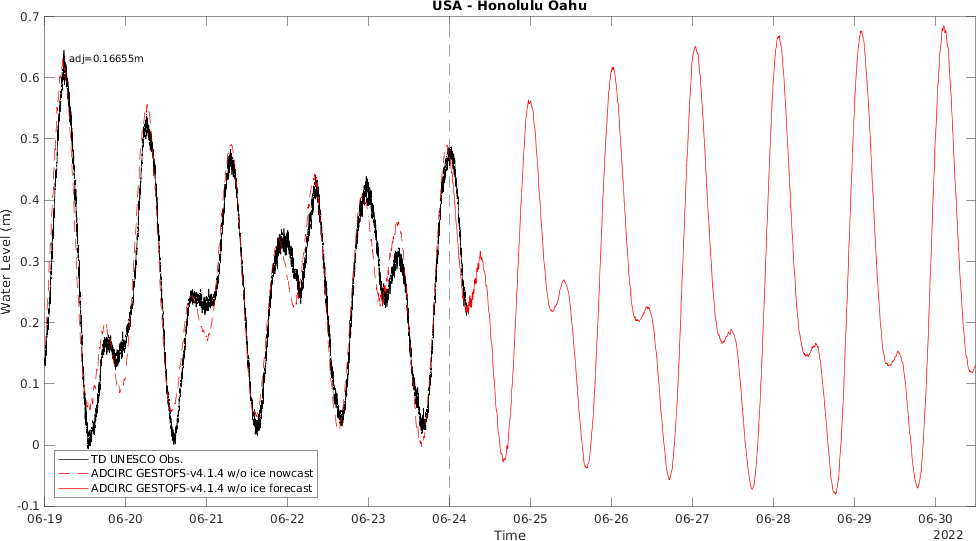 USA - Honolulu Oahu
adj=0.16655m
0.7
0.6
0.5
0.4
0.3
0.2
0.1
0
-0.1
Water Level (m)
TD UNESCO Obs.
ADCIRC GESTOFS-v4.1.4 w/o ice nowcast
ADCIRC GESTOFS-v4.1.4 w/o ice forecast
06-19 06-20 06-21 06-22 06-23 06-24 06-25 06-26 06-27 06-28 06-29 06-30
Time
2022